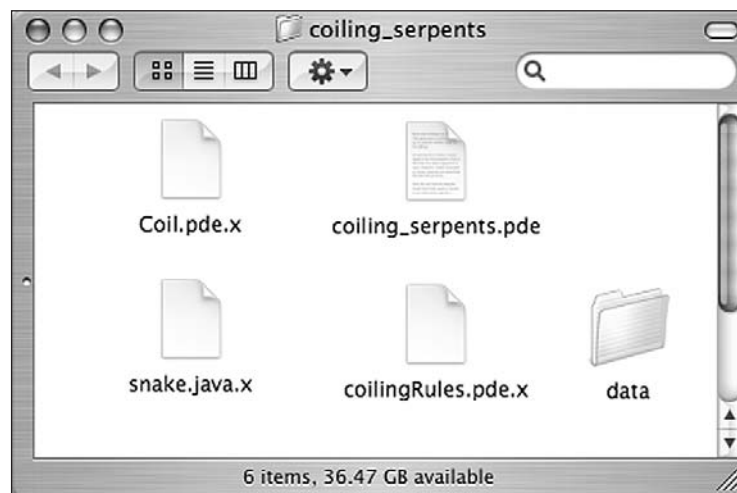 coiling_serpents
Coil.pde.x
coiling_serpents.pde
snake.java.x
coilingRules.pde.x
data
6 items, 36.47 GB available